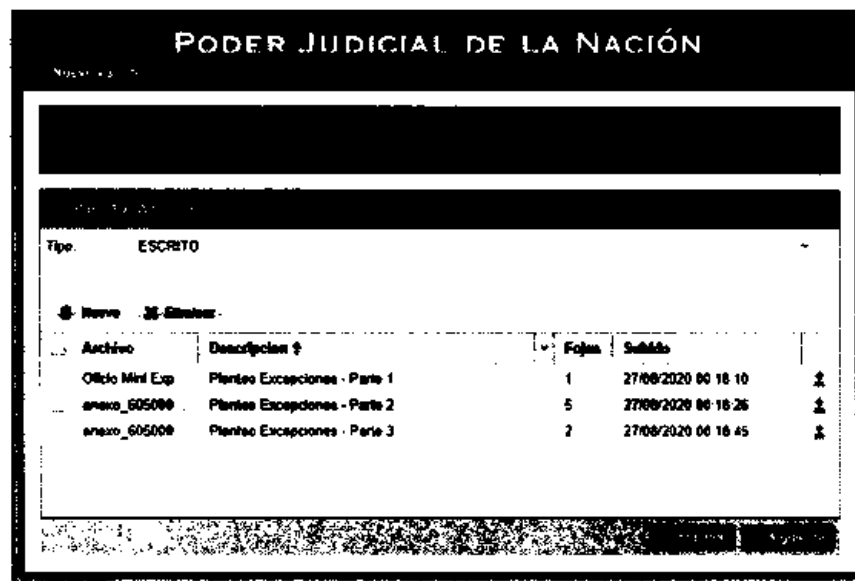 PODER JUDICIAL DE LA NACIÓN
Tipo: ESCRITO
Nuevo Eliminar
Archivo Descripcion Fojas Subido
Oficio Mini Exp Planteo Excepciones - Parte 1 1 27/08/2020 00:18:10
anexo_605000 Planteo Excepciones - Parte 2 5 27/08/2020 00:18:26
anexo_605000 Planteo Excepciones - Parte 3 2 27/08/2020 00:18:45